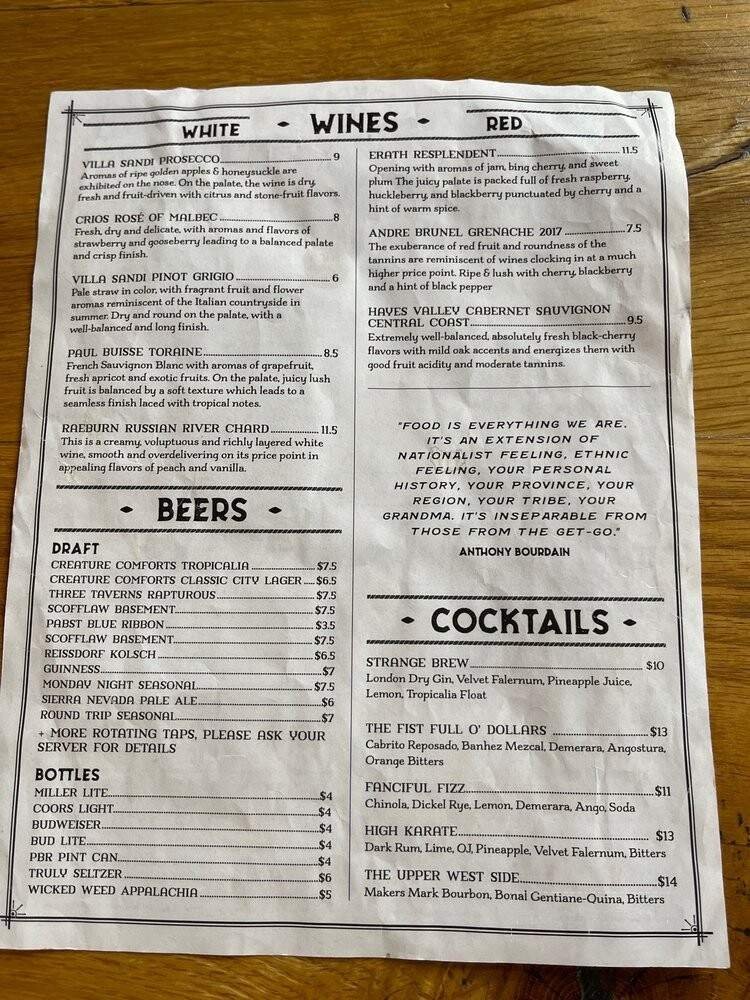 WINES
WHITE
VILLA SANDI PROSECCO 9
Aromas of ripe golden apples & honeysuckle are
exhibited on the nose. On the palate, the wine is dry,
fresh and fruit-driven with citrus and stone-fruit flavors.
CRIOS ROSÉ OF MALBEC 8
Fresh, dry and delicate, with aromas and flavors of
strawberry and gooseberry leading to a balanced palate
and crisp finish.
VILLA SANDI PINOT GRIGIO 6
Pale straw in color, with fragrant fruit and flower
aromas reminiscent of the Italian countryside in
summer. Dry and round on the palate, with a
well-balanced and long finish.
PAUL BUISSE TORAINE 8.5
French Sauvignon Blanc with aromas of grapefruit,
fresh apricot and exotic fruits. On the palate, juicy lush
fruit is balanced by a soft texture which leads to a
seamless finish laced with tropical notes.
RAEBURN RUSSIAN RIVER CHARD 11.5
This is a creamy, voluptuous and richly layered white
wine, smooth and overdelivering on its price point in
appealing flavors of peach and vanilla.
BEERS
DRAFT
CREATURE COMFORTS TROPICALIA $7.5
CREATURE COMFORTS CLASSIC CITY LAGER $6.5
THREE TAVERNS RAPTUROUS $7.5
SCOFFLAW BASEMENT $7.5
PABST BLUE RIBBON $3.5
SCOFFLAW BASEMENT $7.5
REISSDORF KOLSCH $6.5
GUINNESS $7
MONDAY NIGHT SEASONAL $7.5
SIERRA NEVADA PALE ALE $6
ROUND TRIP SEASONAL $7
+ MORE ROTATING TAPS, PLEASE ASK YOUR
SERVER FOR DETAILS
BOTTLES
MILLER LITE $4
COORS LIGHT $4
BUDWEISER $4
BUD LITE $4
PBR PINT CAN $4
TRULY SELTZER $6
WICKED WEED APPALACHIA $5
RED
ERATH RESPLENDENT 11.5
Opening with aromas of jam, bing cherry, and sweet
plum The juicy palate is packed full of fresh raspberry,
huckleberry, and blackberry punctuated by cherry and a
hint of warm spice.
ANDRE BRUNEL GRENACHE 2017 7.5
The exuberance of red fruit and roundness of the
tannins are reminiscent of wines clocking in at a much
higher price point. Ripe & lush with cherry, blackberry
and a hint of black pepper
HAYES VALLEY CABERNET SAUVIGNON
CENTRAL COAST 9.5
Extremely well-balanced, absolutely fresh black-cherry
flavors with mild oak accents and energizes them with
good fruit acidity and moderate tannins.
"FOOD IS EVERYTHING WE ARE.
IT'S AN EXTENSION OF
NATIONALIST FEELING, ETHNIC
FEELING, YOUR PERSONAL
HISTORY, YOUR PROVINCE, YOUR
REGION, YOUR TRIBE, YOUR
GRANDMA. IT'S INSEPARABLE FROM
THOSE FROM THE GET-GO."
ANTHONY BOURDAIN
COCKTAILS
STRANGE BREW $10
London Dry Gin, Velvet Falernum, Pineapple Juice,
Lemon, Tropicalia Float
THE FIST FULL O' DOLLARS $13
Cabrito Reposado, Banhez Mezcal, Demerara, Angostura,
Orange Bitters
FANCIFUL FIZZ $11
Chinola, Dickel Rye, Lemon, Demerara, Ango, Soda
HIGH KARATE $13
Dark Rum, Lime, OJ, Pineapple, Velvet Falernum, Bitters
THE UPPER WEST SIDE $14
Makers Mark Bourbon, Bonal Gentiane-Quina, Bitters